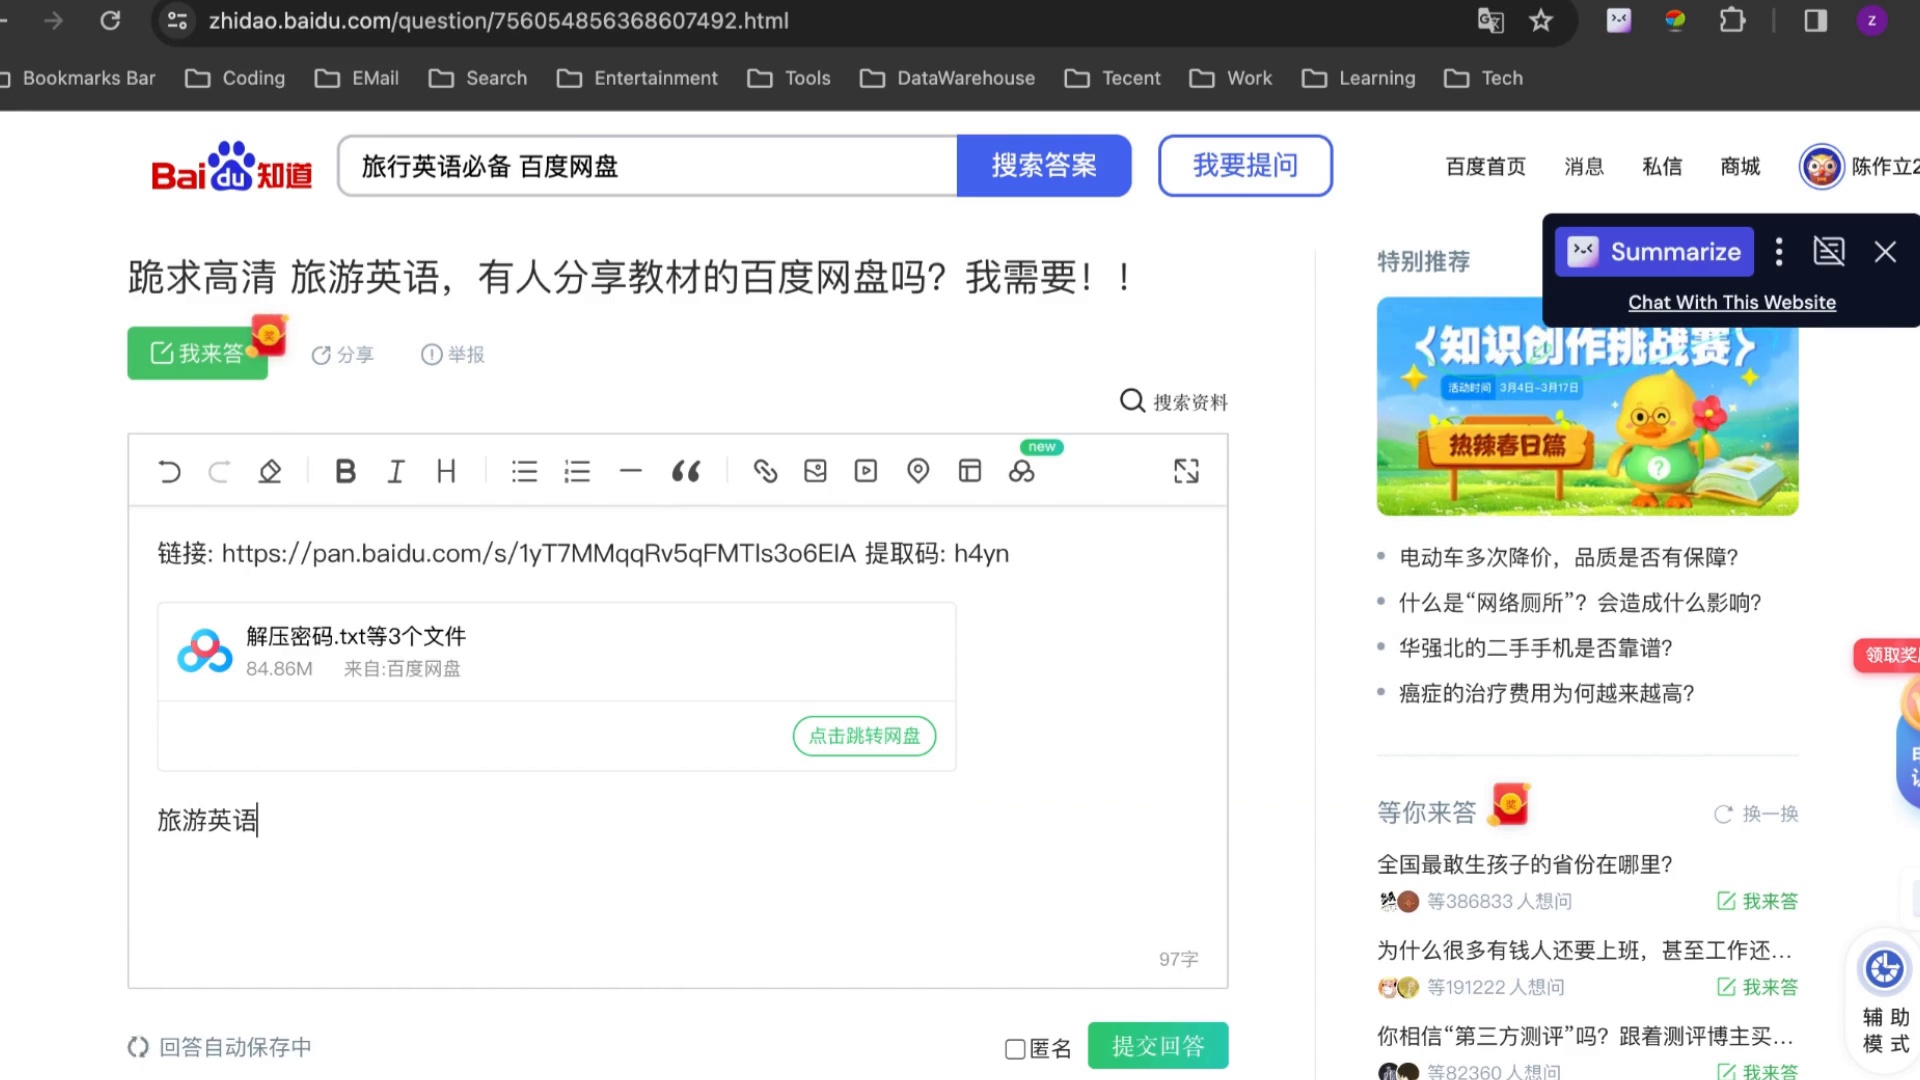 zhidao.baidu.com/question/756054856368607492.html
Z
Bookmarks Bar Coding EMail Search Entertainment Tools DataWarehouse Tecent Work Learning Tech
Bai du 知道
旅行英语必备 百度网盘
搜索答案
我要提问
百度首页 消息 私信 商城 陈作立2
Summarize
Chat With This Website
跪求高清 旅游英语，有人分享教材的百度网盘吗？我需要！！
我来答
奖
分享
举报
搜索资料
new
B I H
链接: https://pan.baidu.com/s/1yT7MMqqRv5qFMTls3o6EIA 提取码: h4yn
解压密码.txt等3个文件
84.86M 来自:百度网盘
点击跳转网盘
旅游英语
97字
回答自动保存中
匿名
提交回答
特别推荐
《知识创作挑战赛》
活动时间 3月4日-3月17日
热辣春日篇
?
电动车多次降价，品质是否有保障?
什么是“网络厕所”？会造成什么影响?
华强北的二手手机是否靠谱?
癌症的治疗费用为何越来越高?
领取奖
等你来答
奖
换一换
全国最敢生孩子的省份在哪里?
等386833人想问 我来答
为什么很多有钱人还要上班，甚至工作还...
等191222人想问 我来答
你相信“第三方测评”吗？跟着测评博主买...
等82360人想问 我来答
辅助
模式